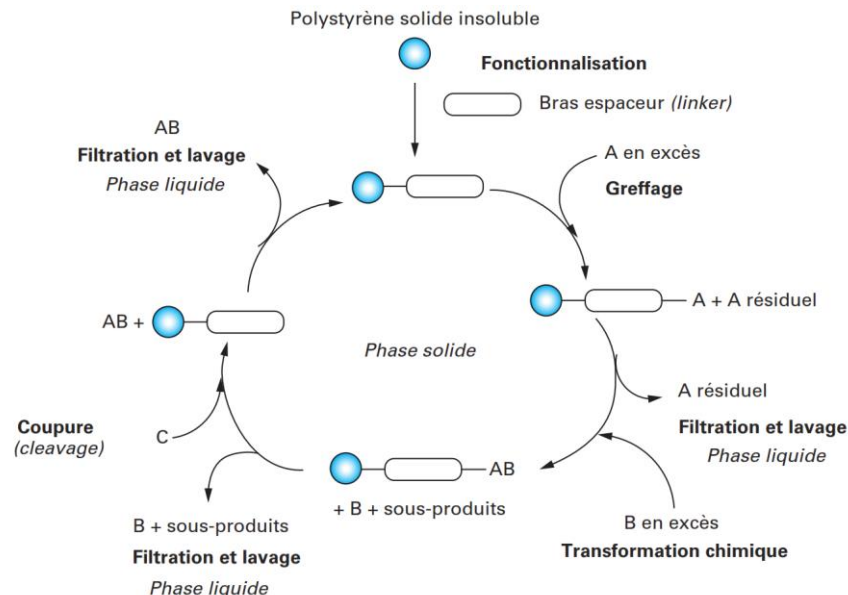 Polystyrène solide insoluble
Fonctionnalisation
Bras espaceur (linker)
AB
Filtration et lavage
Phase liquide
A en excès
Greffage
A + A résiduel
AB +
Phase solide
A résiduel
Filtration et lavage
Phase liquide
Coupure
(cleavage)
C
AB
+ B + sous-produits
B + sous-produits
Filtration et lavage
Phase liquide
B en excès
Transformation chimique